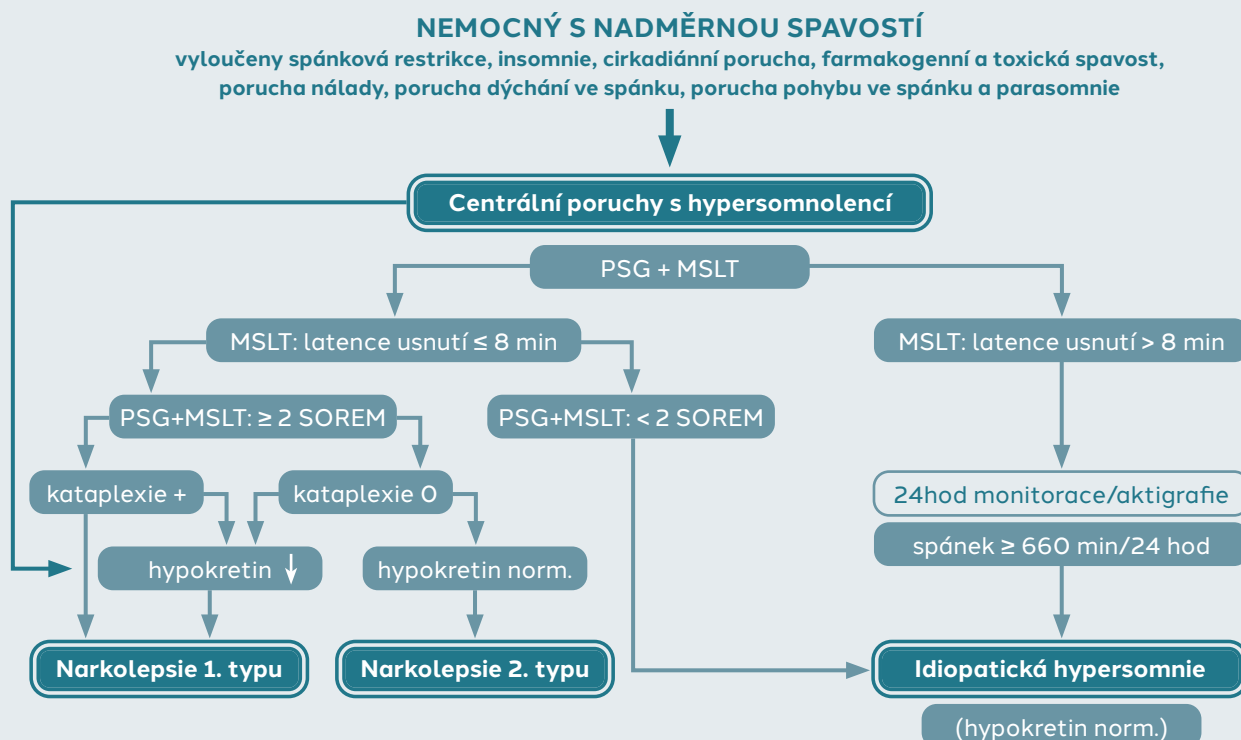 NEMOCNÝ S NADMĚRNOU SPAVOSTÍ
vyloučeny spánková restrikce, insomnie, cirkadiánní porucha, farmakogenní a toxická spavost,
porucha nálady, porucha dýchání ve spánku, porucha pohybu ve spánku a parasomnie
Centrální poruchy s hypersomnolencí
PSG + MSLT
MSLT: latence usnutí ≤ 8 min
MSLT: latence usnutí > 8 min
PSG+MSLT: ≥ 2 SOREM
PSG+MSLT: < 2 SOREM
kataplexie +
kataplexie 0
24hod monitorace/aktigrafie
spánek ≥ 660 min/24 hod
hypokretin ↓
hypokretin norm.
Narkolepsie 1. typu
Narkolepsie 2. typu
Idiopatická hypersomnie
(hypokretin norm.)